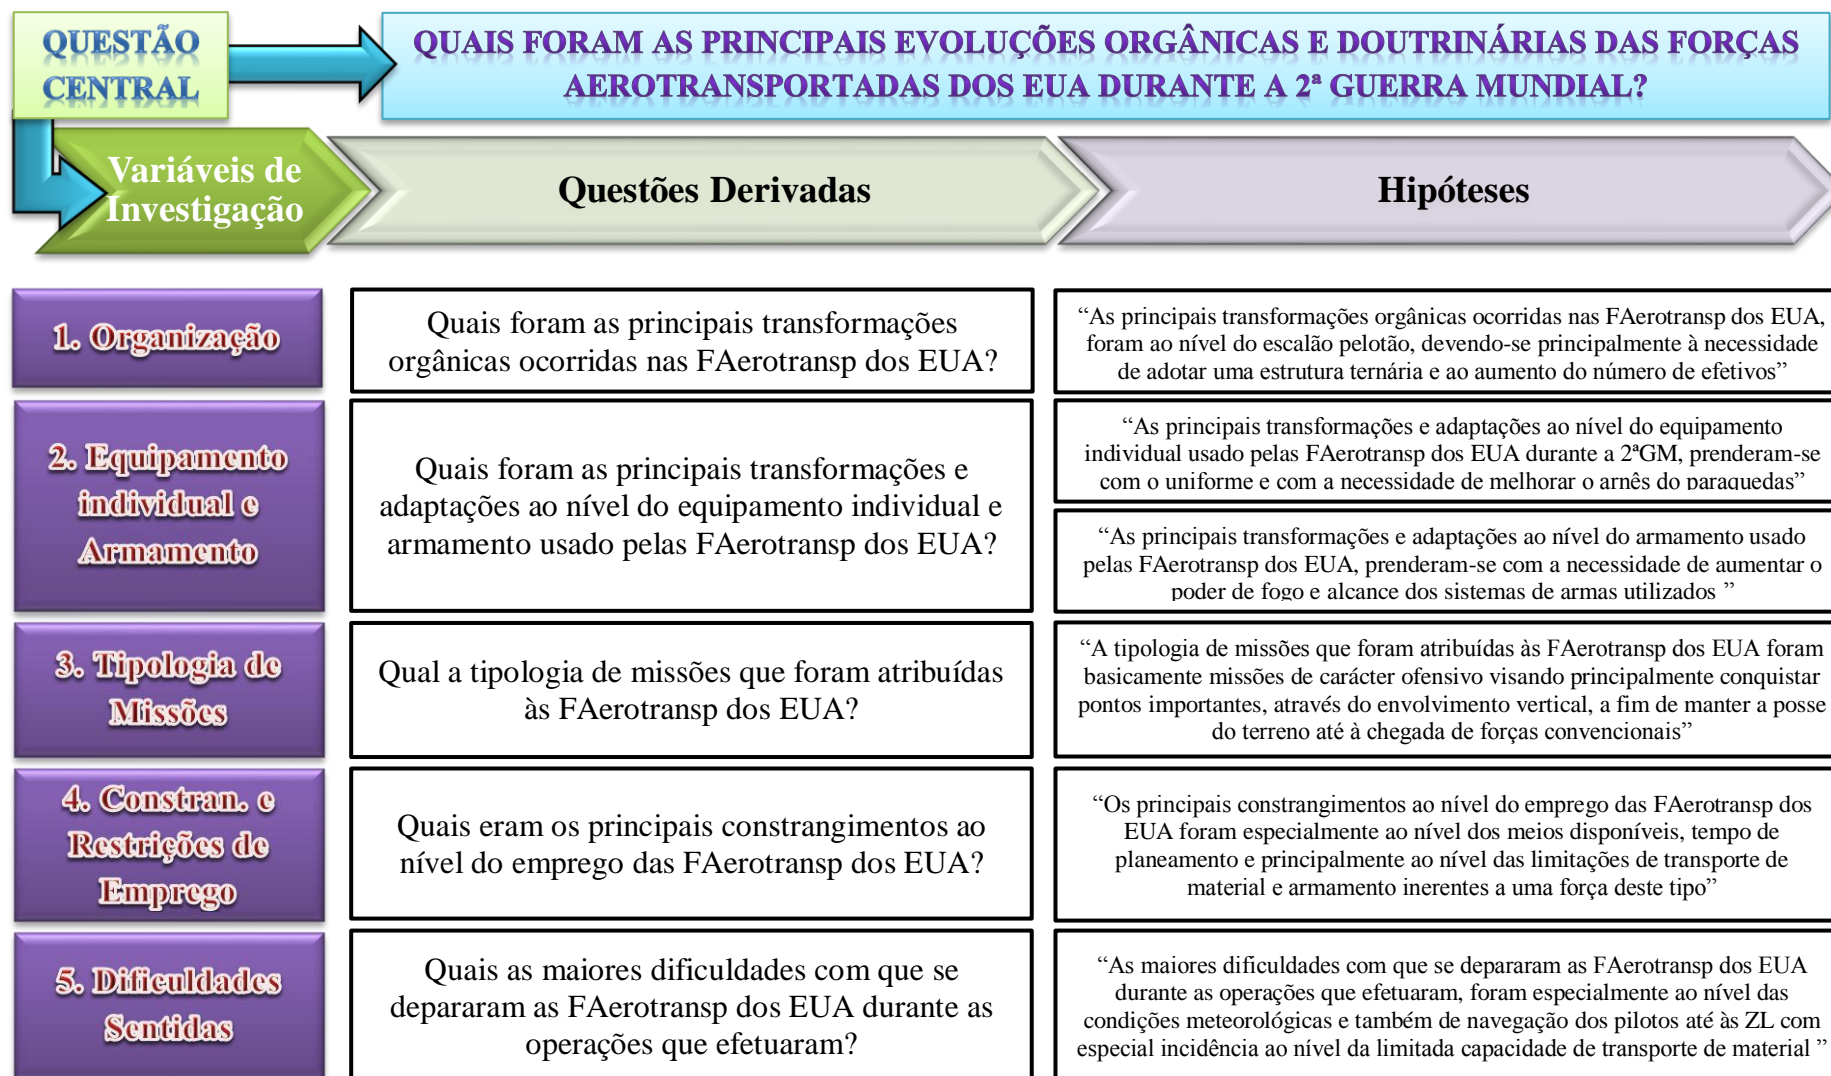 QUESTÃO
CENTRAL
QUAIS FORAM AS PRINCIPAIS EVOLUÇÕES ORGÂNICAS E DOUTRINÁRIAS DAS FORÇAS
AEROTRANSPORTADAS DOS EUA DURANTE A 2ª GUERRA MUNDIAL?
Variáveis de
Investigação
Questões Derivadas
Hipóteses
1. Organização
Quais foram as principais transformações
orgânicas ocorridas nas FAerotransp dos EUA?
“As principais transformações orgânicas ocorridas nas FAerotransp dos EUA,
foram ao nível do escalão pelotão, devendo-se principalmente à necessidade
de adotar uma estrutura ternária e ao aumento do número de efetivos”
2. Equipamento
individual e
Armamento
Quais foram as principais transformações e
adaptações ao nível do equipamento individual e
armamento usado pelas FAerotransp dos EUA?
“As principais transformações e adaptações ao nível do equipamento
individual usado pelas FAerotransp dos EUA durante a 2ªGM, prenderam-se
com o uniforme e com a necessidade de melhorar o arnês do paraquedas”
“As principais transformações e adaptações ao nível do armamento usado
pelas FAerotransp dos EUA, prenderam-se com a necessidade de aumentar o
poder de fogo e alcance dos sistemas de armas utilizados ”
3. Tipologia de
Missões
Qual a tipologia de missões que foram atribuídas
às FAerotransp dos EUA?
“A tipologia de missões que foram atribuídas às FAerotransp dos EUA foram
basicamente missões de carácter ofensivo visando principalmente conquistar
pontos importantes, através do envolvimento vertical, a fim de manter a posse
do terreno até à chegada de forças convencionais”
4. Constran. e
Restrições de
Emprego
Quais eram os principais constrangimentos ao
nível do emprego das FAerotransp dos EUA?
“Os principais constrangimentos ao nível do emprego das FAerotransp dos
EUA foram especialmente ao nível dos meios disponíveis, tempo de
planeamento e principalmente ao nível das limitações de transporte de
material e armamento inerentes a uma força deste tipo”
5. Dificuldades
Sentidas
Quais as maiores dificuldades com que se
depararam as FAerotransp dos EUA durante as
operações que efetuaram?
“As maiores dificuldades com que se depararam as FAerotransp dos EUA
durante as operações que efetuaram, foram especialmente ao nível das
condições meteorológicas e também de navegação dos pilotos até às ZL com
especial incidência ao nível da limitada capacidade de transporte de material ”